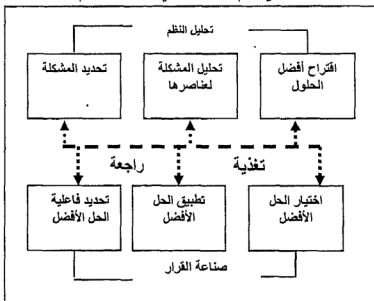 تحليل النظم
اقتراح أفضل
الحلول
تحليل المشكلة
لعناصرها
تحديد المشكلة
تغذية
راجعة
اختيار الحل
الأفضل
تطبيق الحل
الأفضل
تحديد فاعلية
الحل الأفضل
صناعة القرار